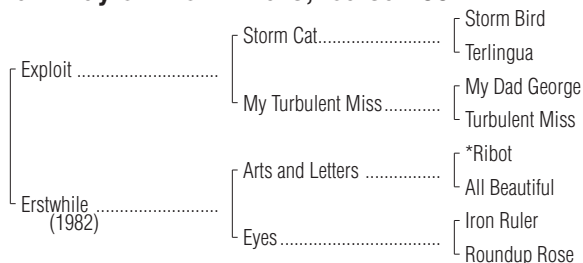 Storm Bird
Storm Cat
Terlingua
Exploit
My Dad George
My Turbulent Miss
Turbulent Miss
*Ribot
Arts and Letters
All Beautiful
Erstwhile
(1982)
Iron Ruler
Eyes
Roundup Rose